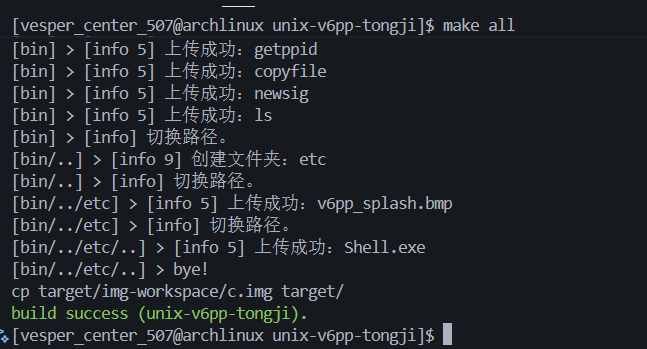 [vesper_center_507@archlinux unix-v6pp-tongji]$ make all
[bin] > [info 5] 上传成功: getppid
[bin] > [info 5] 上传成功: copyfile
[bin] > [info 5] 上传成功: newsig
[bin] > [info 5] 上传成功: ls
[bin] > [info] 切换路径。
[bin/..] > [info 9] 创建文件夹: etc
[bin/..] > [info] 切换路径。
[bin/../etc] > [info 5] 上传成功: v6pp_splash.bmp
[bin/../etc] > [info] 切换路径。
[bin/../etc/..] > [info 5] 上传成功: Shell.exe
[bin/../etc/..] > bye!
cp target/img-workspace/c.img target/
build success (unix-v6pp-tongji).
[vesper_center_507@archlinux unix-v6pp-tongji]$